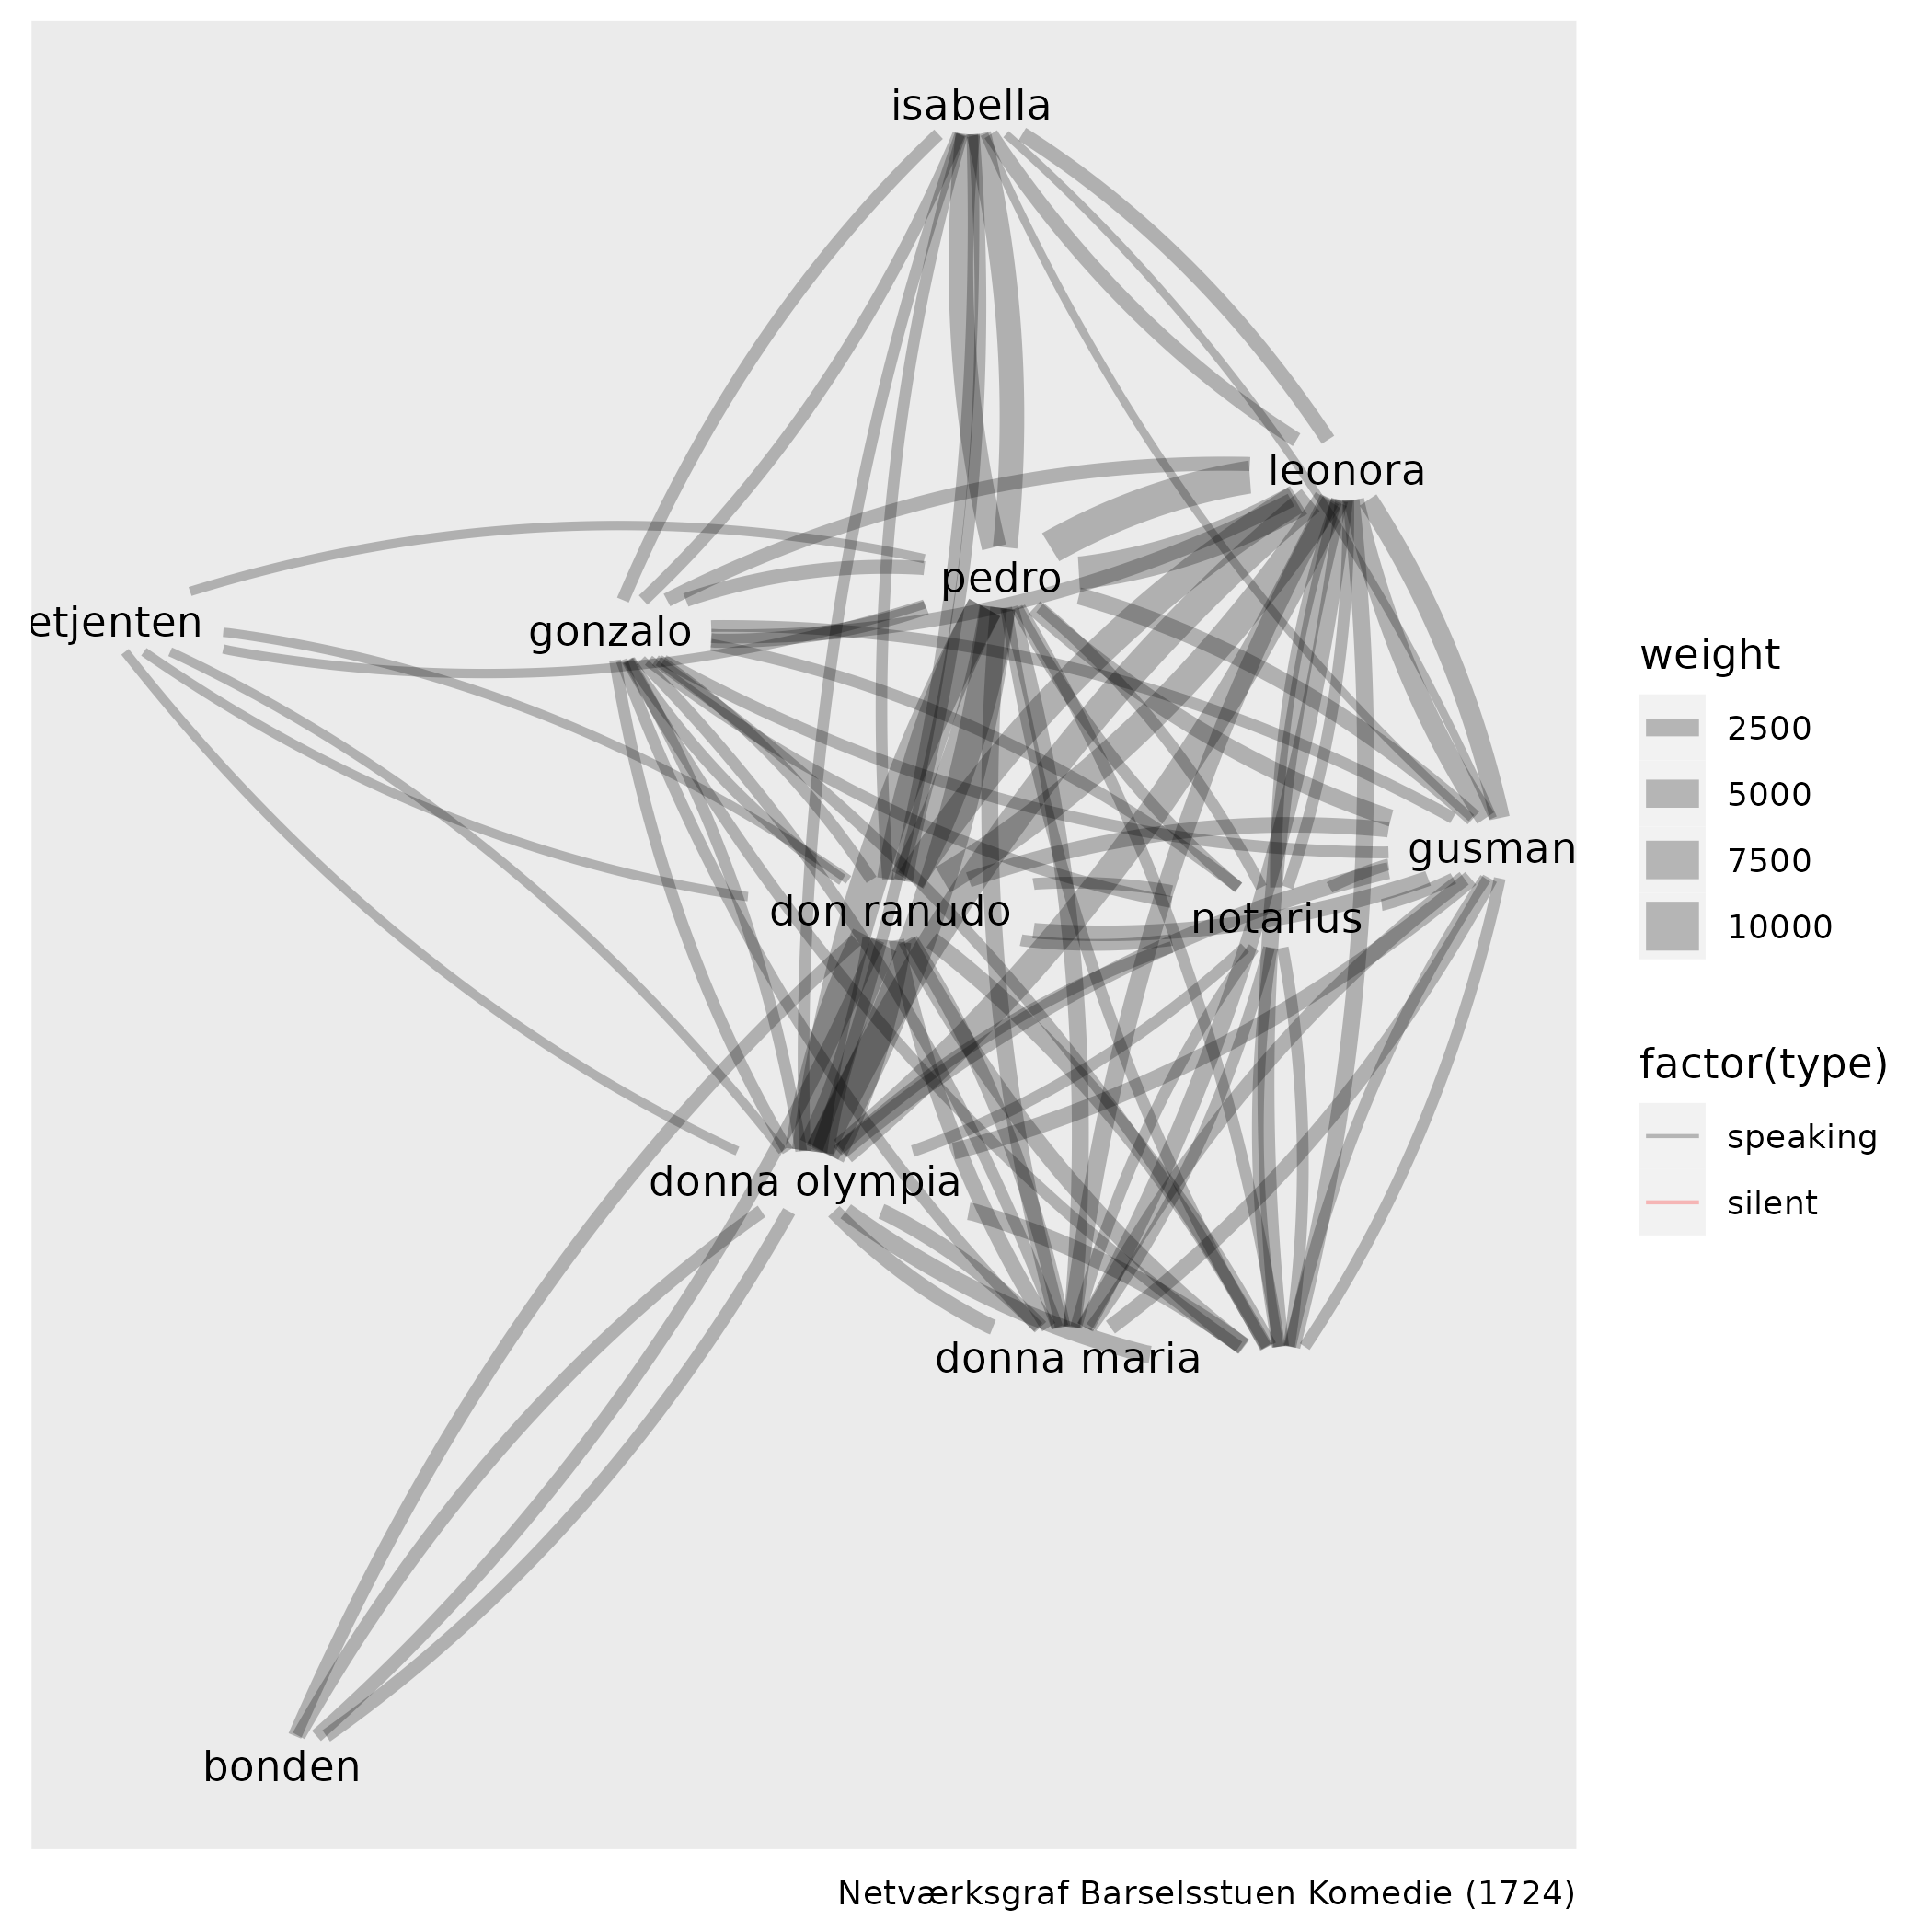 isabella
leonora
pedro
etjenten
gonzalo
gusman
don ranudo
notarius
donna olympia
donna maria
bonden
weight
2500
5000
7500
10000
factor(type)
speaking
silent
Netværksgraf Barselsstuen Komedie (1724)